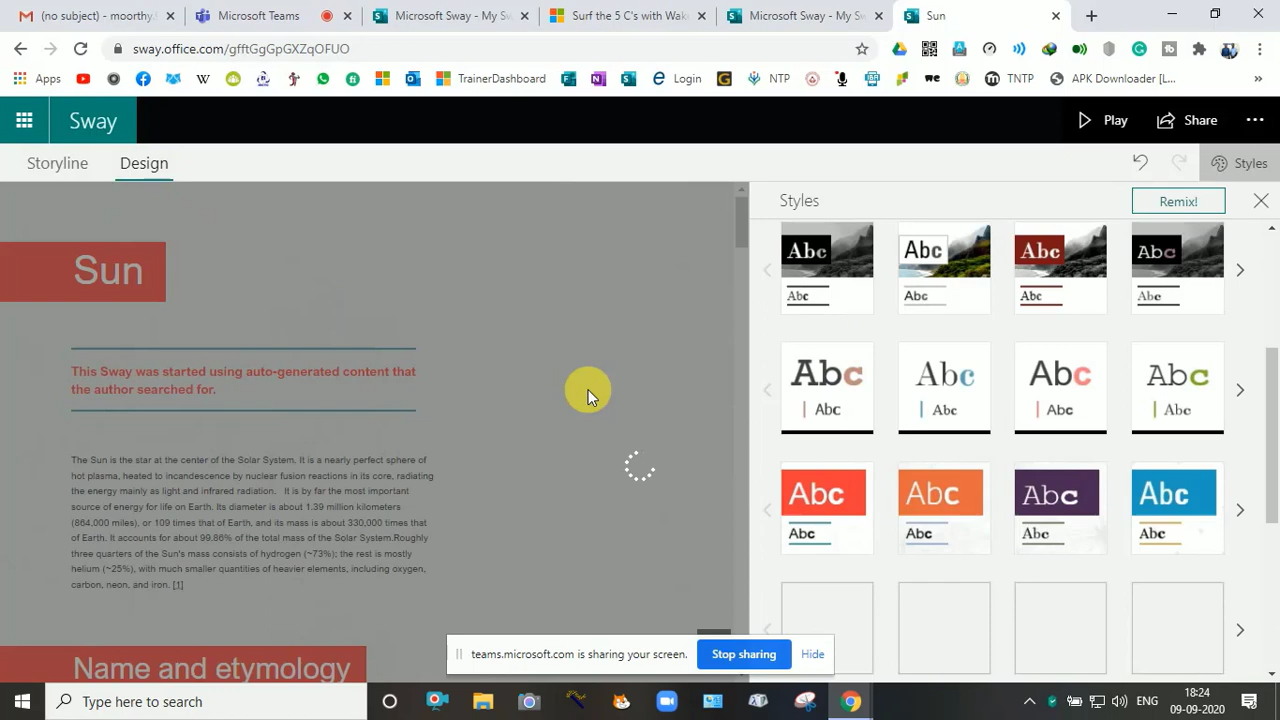 (no subject) - moorthy.s
Microsoft Teams
Microsoft Sway - My Sw
Surf the 5 C's with Wak
Microsoft Sway - My Sw
Sun
sway.office.com/gfftGgGpGXZqOFUO
Apps
TrainerDashboard
Login
NTP
TNTP
APK Downloader [L...
Sway
Play
Share
Storyline
Design
Styles
Styles
Remix!
Sun
Abc Abc Abc Abc
Abc Abc Abc Abc
This Sway was started using auto-generated content that
the author searched for.
Abc Abc Abc Abc
Abc Abc Abc Abc
The Sun is the star at the center of the Solar System. It is a nearly perfect sphere of
hot plasma, heated to incandescence by nuclear fusion reactions in its core, radiating
the energy mainly as light and infrared radiation. It is by far the most important
source of energy for life on Earth. Its diameter is about 1.39 million kilometers
(864,000 miles), or 109 times that of Earth, and its mass is about 330,000 times that
of Earth. It accounts for about 99.86% of the total mass of the Solar System.Roughly
three quarters of the Sun's mass consists of hydrogen (~73%); the rest is mostly
helium (~25%), with much smaller quantities of heavier elements, including oxygen,
carbon, neon, and iron. [1]
Abc Abc Abc Abc
Abc Abc Abc Abc
Name and etymology
teams.microsoft.com is sharing your screen.
Stop sharing
Hide
Type here to search
ENG
18:24
09-09-2020